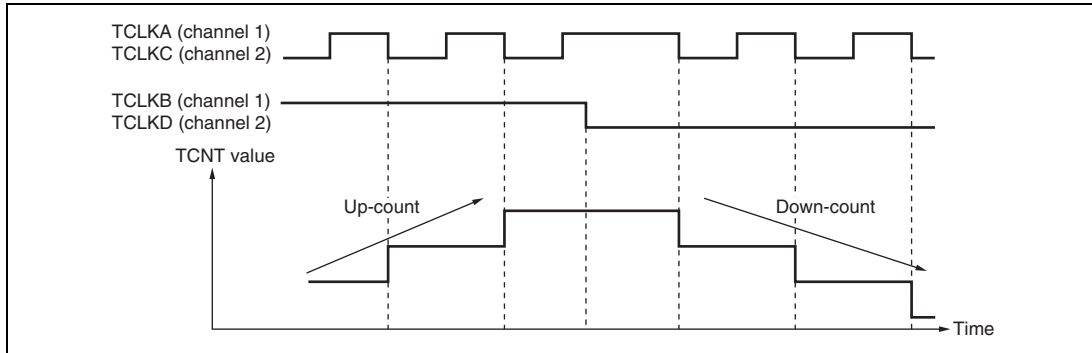 TCLKA (channel 1)
TCLKC (channel 2)
TCLKB (channel 1)
TCLKD (channel 2)
TCNT value
Up-count
Down-count
Time